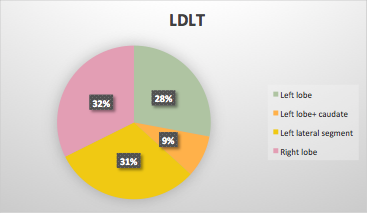 LDLT
28%
9%
31%
32%
Left lobe
Left lobe+ caudate
Left lateral segment
Right lobe